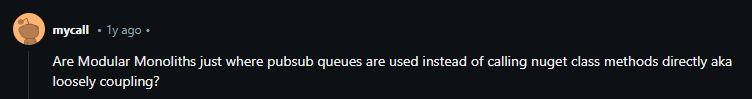 mycall • 1y ago •
Are Modular Monoliths just where pubsub queues are used instead of calling nuget class methods directly aka
loosely coupling?